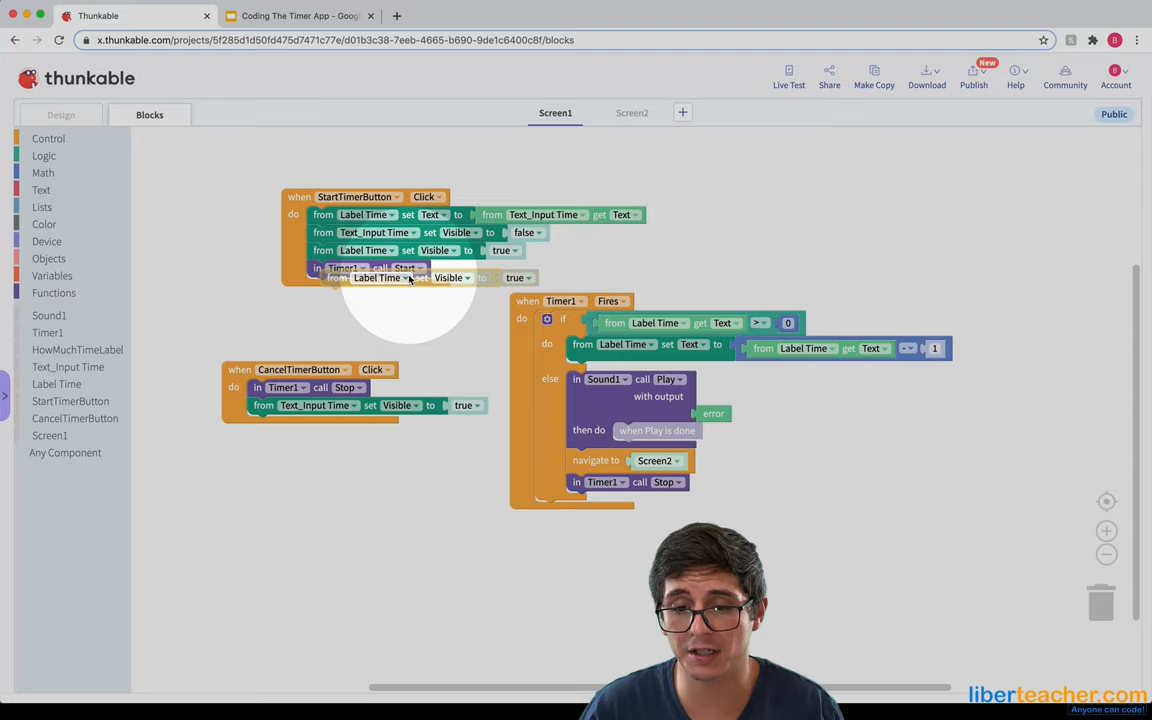 Thunkable
Coding The Timer App - Goog
x.thunkable.com/projects/5f285d1d50fd475d7471c77e/d01b3c38-7eeb-4665-b690-9de1c6400c8f/blocks
B
thunkable
Live Test
Share
Make Copy
Download
New
Publish
Help
Community
B
Account
Design
Blocks
Screen1
Screen2
Public
Control
Logic
Math
Text
Lists
Color
Device
Objects
Variables
Functions
Sound1
Timer1
HowMuchTimeLabel
Text_Input Time
Label Time
StartTimerButton
CancelTimerButton
Screen1
Any Component
when StartTimerButton Click
do from Label Time set Text to from Text_Input Time get Text
from Text_Input Time set Visible to false
from Label Time set Visible to true
in Timer1 call Start
from Label Time set Visible to true
when CancelTimerButton Click
do in Timer1 call Stop
from Text_Input Time set Visible to true
when Timer1 Fires
do if from Label Time get Text > 0
do from Label Time set Text to from Label Time get Text - 1
else in Sound1 call Play
with output
error
then do when Play is done
navigate to Screen2
in Timer1 call Stop
liberteacher.com
Anyone can code!